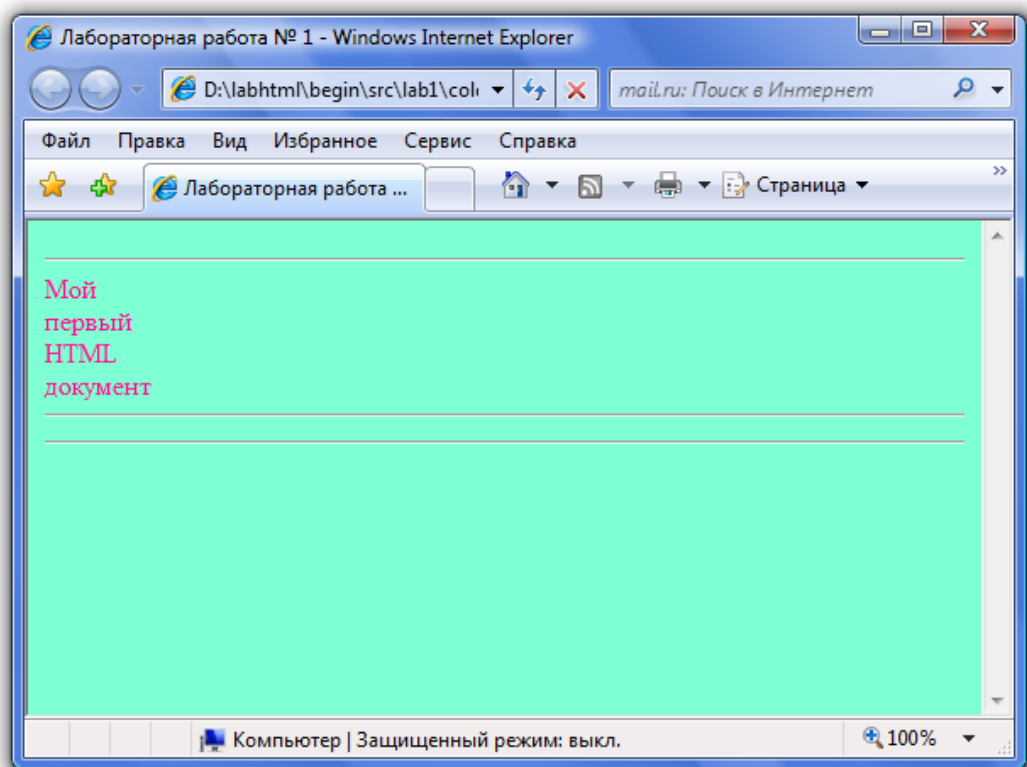 Лабораторная работа № 1 - Windows Internet Explorer
D:\labhtml\begin\src\lab1\col mail.ru: Поиск в Интернет
Файл Правка Вид Избранное Сервис Справка
Лабораторная работа ... Страница
Мой
первый
HTML
документ
Компьютер | Защищенный режим: выкл. 100%